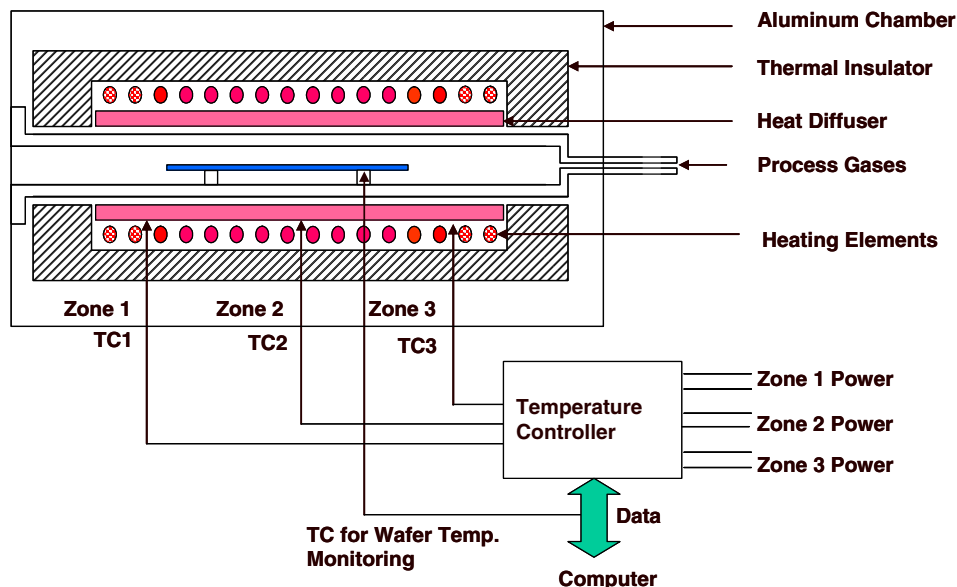 Aluminum Chamber
Thermal Insulator
Heat Diffuser
Process Gases
Heating Elements
Zone 1
Zone 2
Zone 3
TC1
TC2
TC3
Temperature
Controller
Zone 1 Power
Zone 2 Power
Zone 3 Power
Data
TC for Wafer Temp.
Monitoring
Computer